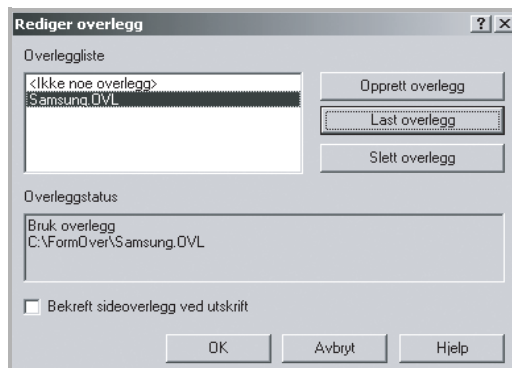 Rediger overlegg
Overleggliste
<Ikke noe overlegg>
Samsung.OVL
Opprett overlegg
Last overlegg
Slett overlegg
Overleggstatus
Bruk overlegg
C:\FormOver\Samsung.OVL
Bekreft sideoverlegg ved utskrift
OK
Avbryt
Hjelp